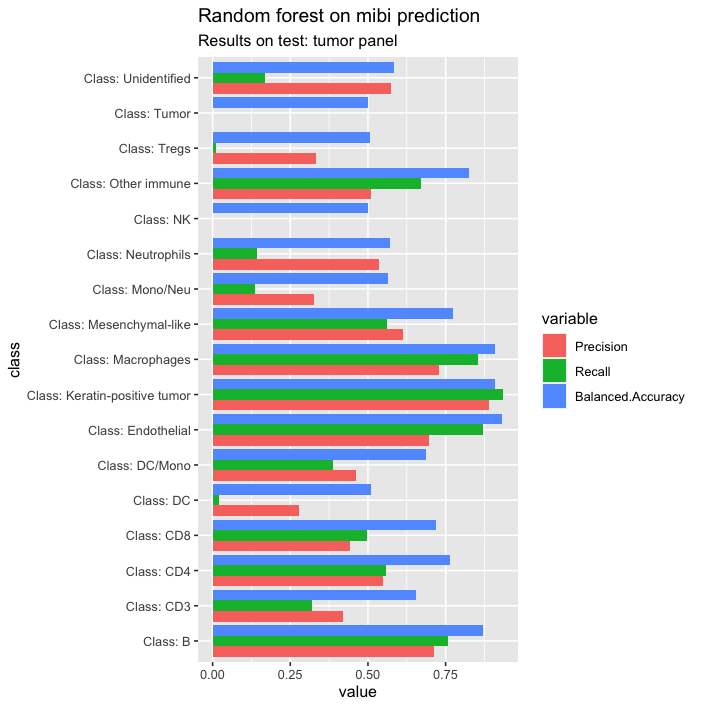 Random forest on mibi prediction
Results on test: tumor panel
class
Class: Unidentified
Class: Tumor
Class: Tregs
Class: Other immune
Class: NK
Class: Neutrophils
Class: Mono/Neu
Class: Mesenchymal-like
Class: Macrophages
Class: Keratin-positive tumor
Class: Endothelial
Class: DC/Mono
Class: DC
Class: CD8
Class: CD4
Class: CD3
Class: B
0.00 0.25 0.50 0.75
value
variable
Precision
Recall
Balanced.Accuracy